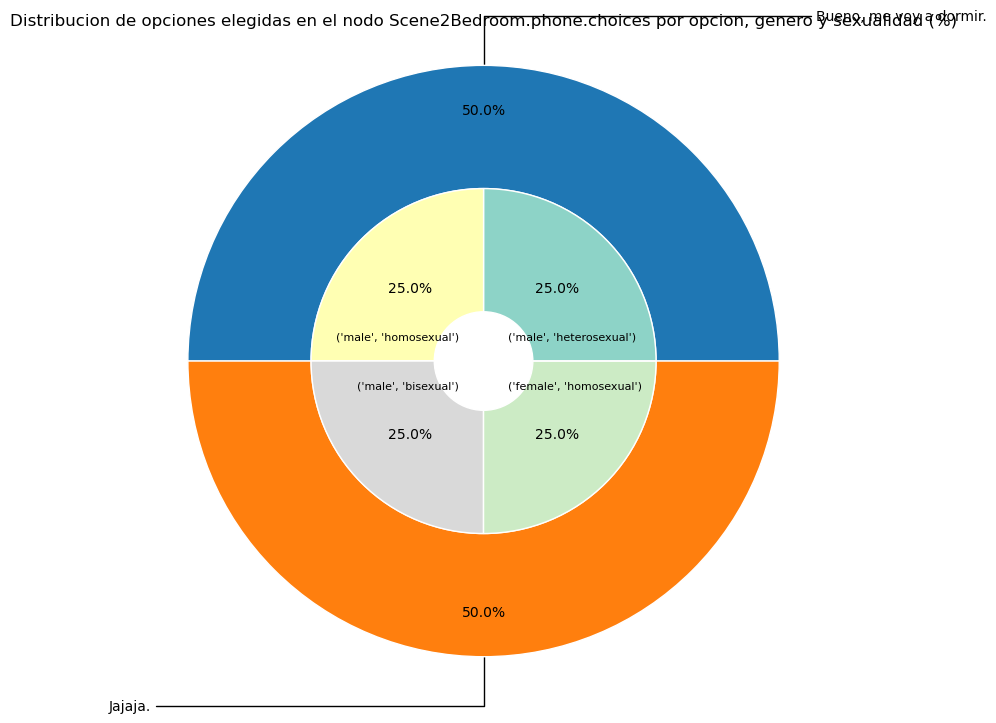 Distribucion de opciones elegidas en el nodo Scene2Bedroom.phone.choices por opcion, genero y sexualidad (%)
Bueno, me voy a dormir.
50.0%
25.0%
25.0%
('male', 'homosexual')
('male', 'heterosexual')
('male', 'bisexual')
('female', 'homosexual')
25.0%
25.0%
50.0%
Jajaja.